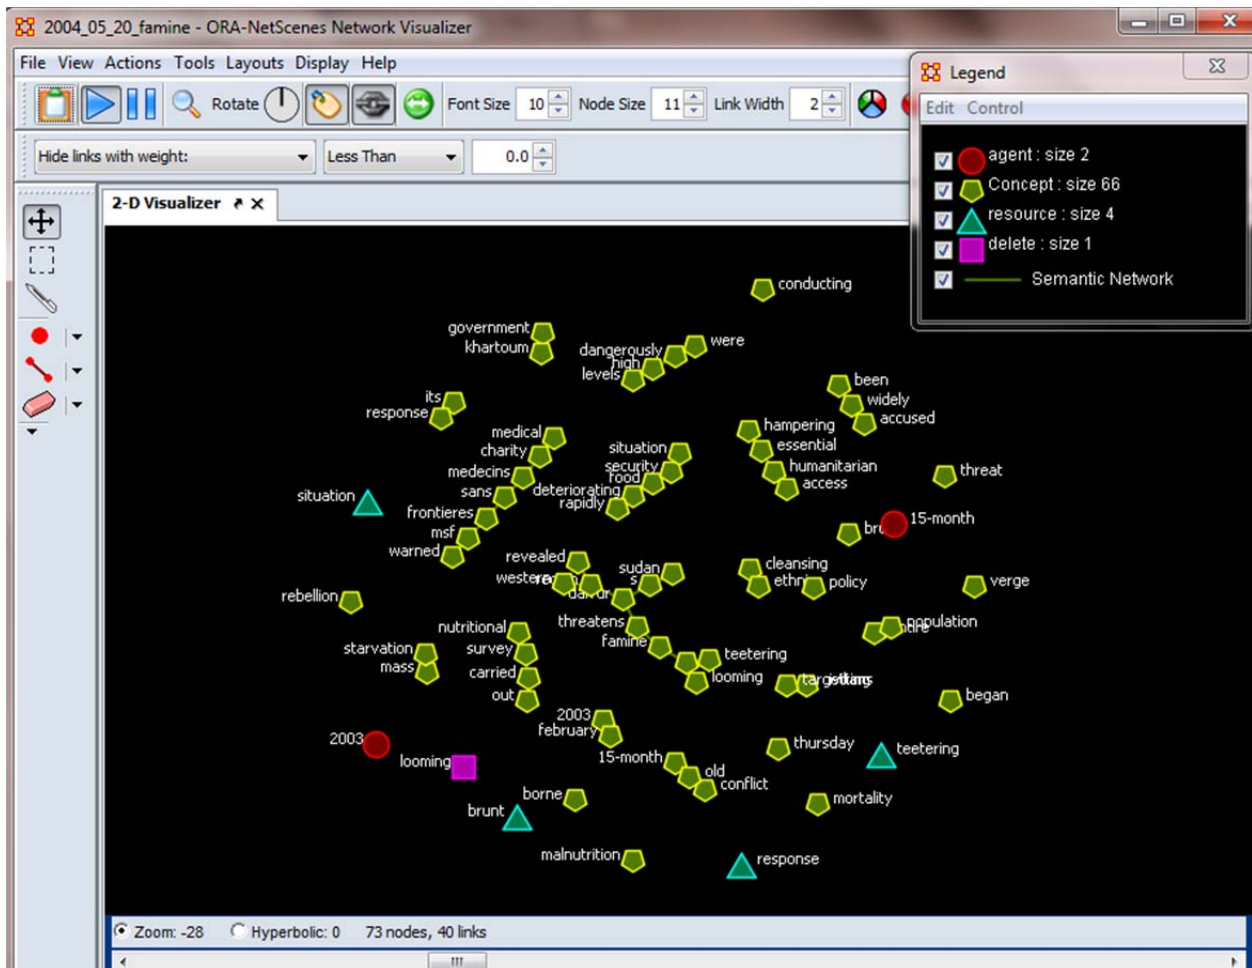 2004_05_20_famine - ORA-NetScenes Network Visualizer
File View Actions Tools Layouts Display Help
Legend
Rotate Font Size 10 Node Size 11 Link Width 2
Edit Control
Hide links with weight: Less Than 0.0
agent : size 2
Concept : size 66
resource : size 4
delete : size 1
Semantic Network
2-D Visualizer
conducting
government
khartoum
were
dangerously
high
levels
been
widely
accused
its
response
medical
charity
medecins
sans
frontieres
msf
warned
situation
security
food
deteriorating
rapidly
hampering
essential
humanitarian
access
threat
situation
15-month
revealed
western
sudan
cleansing
ethnic
policy
verge
rebellion
threatens
famine
teetering
looming
population
nutritional
survey
carried
out
starvation
mass
began
2003
february
15-month
old
conflict
thursday
teetering
2003
looming
borne
brunt
mortality
malnutrition
response
Zoom: -28 Hyperbolic: 0 73 nodes, 40 links